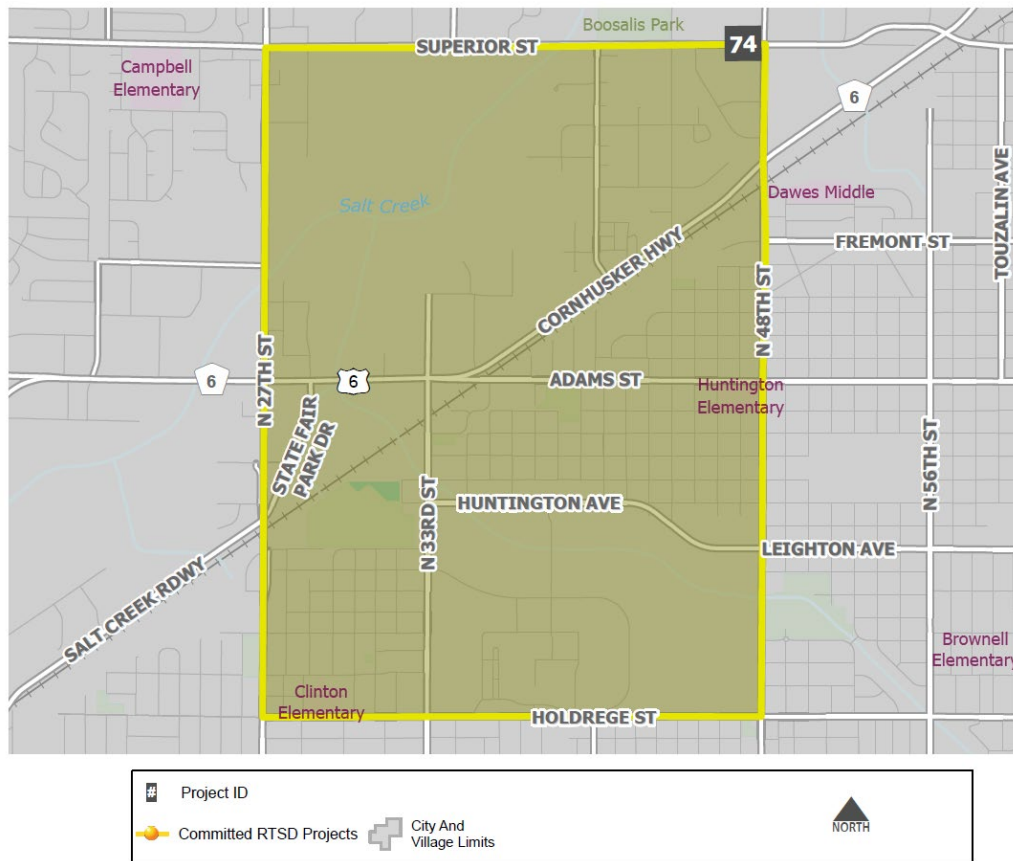 Boosalis Park
SUPERIOR ST
74
Campbell
Elementary
6
Salt Creek
Dawes Middle
TOUZALIN AVE
FREMONT ST
CORNHUSKER HWY
N 48TH ST
N 27TH ST
6
6
ADAMS ST
Huntington
Elementary
STATE FAIR
PARK DR
N 33RD ST
HUNTINGTON AVE
N 56TH ST
LEIGHTON AVE
SALT CREEK RDWY
Brownell
Elementary
Clinton
Elementary
HOLDREGE ST
# Project ID
Committed RTSD Projects
City And
Village Limits
NORTH